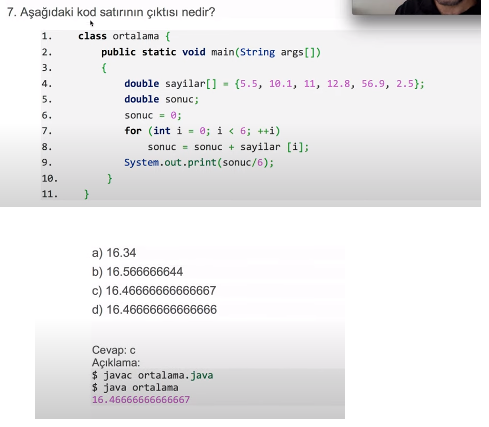 7. Aşağıdaki kod satırının çıktısı nedir?
1. class ortalama {
2. public static void main(String args[])
3. {
4. double sayilar[] = {5.5, 10.1, 11, 12.8, 56.9, 2.5};
5. double sonuc;
6. sonuc = 0;
7. for (int i = 0; i < 6; ++i)
8. sonuc = sonuc + sayilar [i];
9. System.out.print(sonuc/6);
10. }
11. }
a) 16.34
b) 16.566666644
c) 16.46666666666667
d) 16.46666666666666
Cevap: c
Açıklama:
$ javac ortalama.java
$ java ortalama
16.46666666666667